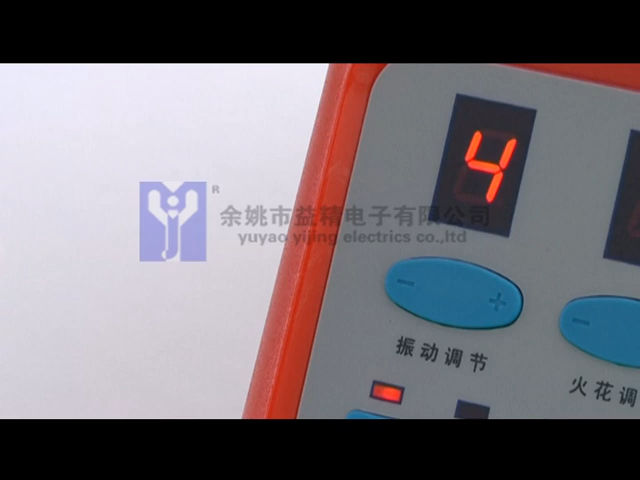 4
®
余姚市益精电子有限公司
yuyao yijing electrics co.,ltd
- +
-
振动调节
火花调